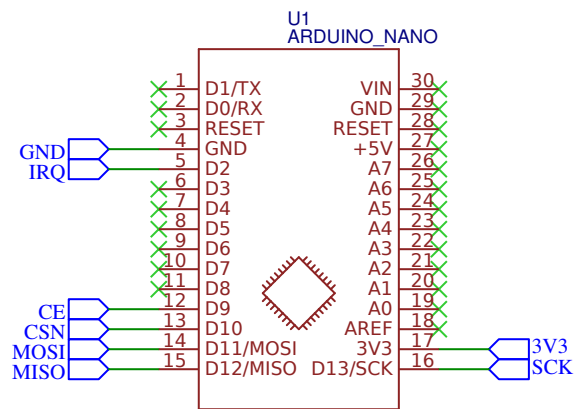 U1
ARDUINO_NANO
1 D1/TX VIN 30
2 D0/RX GND 29
3 RESET RESET 28
GND 4 GND +5V 27
IRQ 5 D2 A7 26
6 D3 A6 25
7 D4 A5 24
8 D5 A4 23
9 D6 A3 22
10 D7 A2 21
11 D8 A1 20
CE 12 D9 A0 19
CSN 13 D10 AREF 18
MOSI 14 D11/MOSI 3V3 17 3V3
MISO 15 D12/MISO D13/SCK 16 SCK